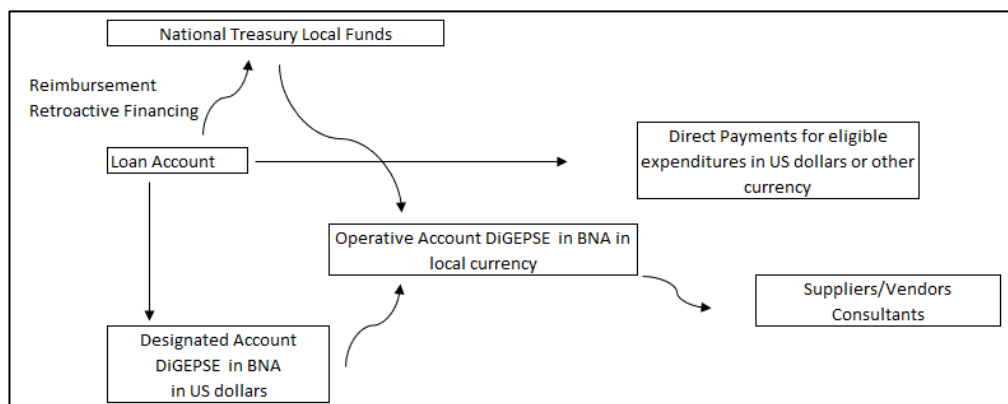 National Treasury Local Funds
Reimbursement
Retroactive Financing
Loan Account
Direct Payments for eligible
expenditures in US dollars or other
currency
Operative Account DiGEPSE in BNA in
local currency
Suppliers/Vendors
Consultants
Designated Account
DiGEPSE in BNA
in US dollars